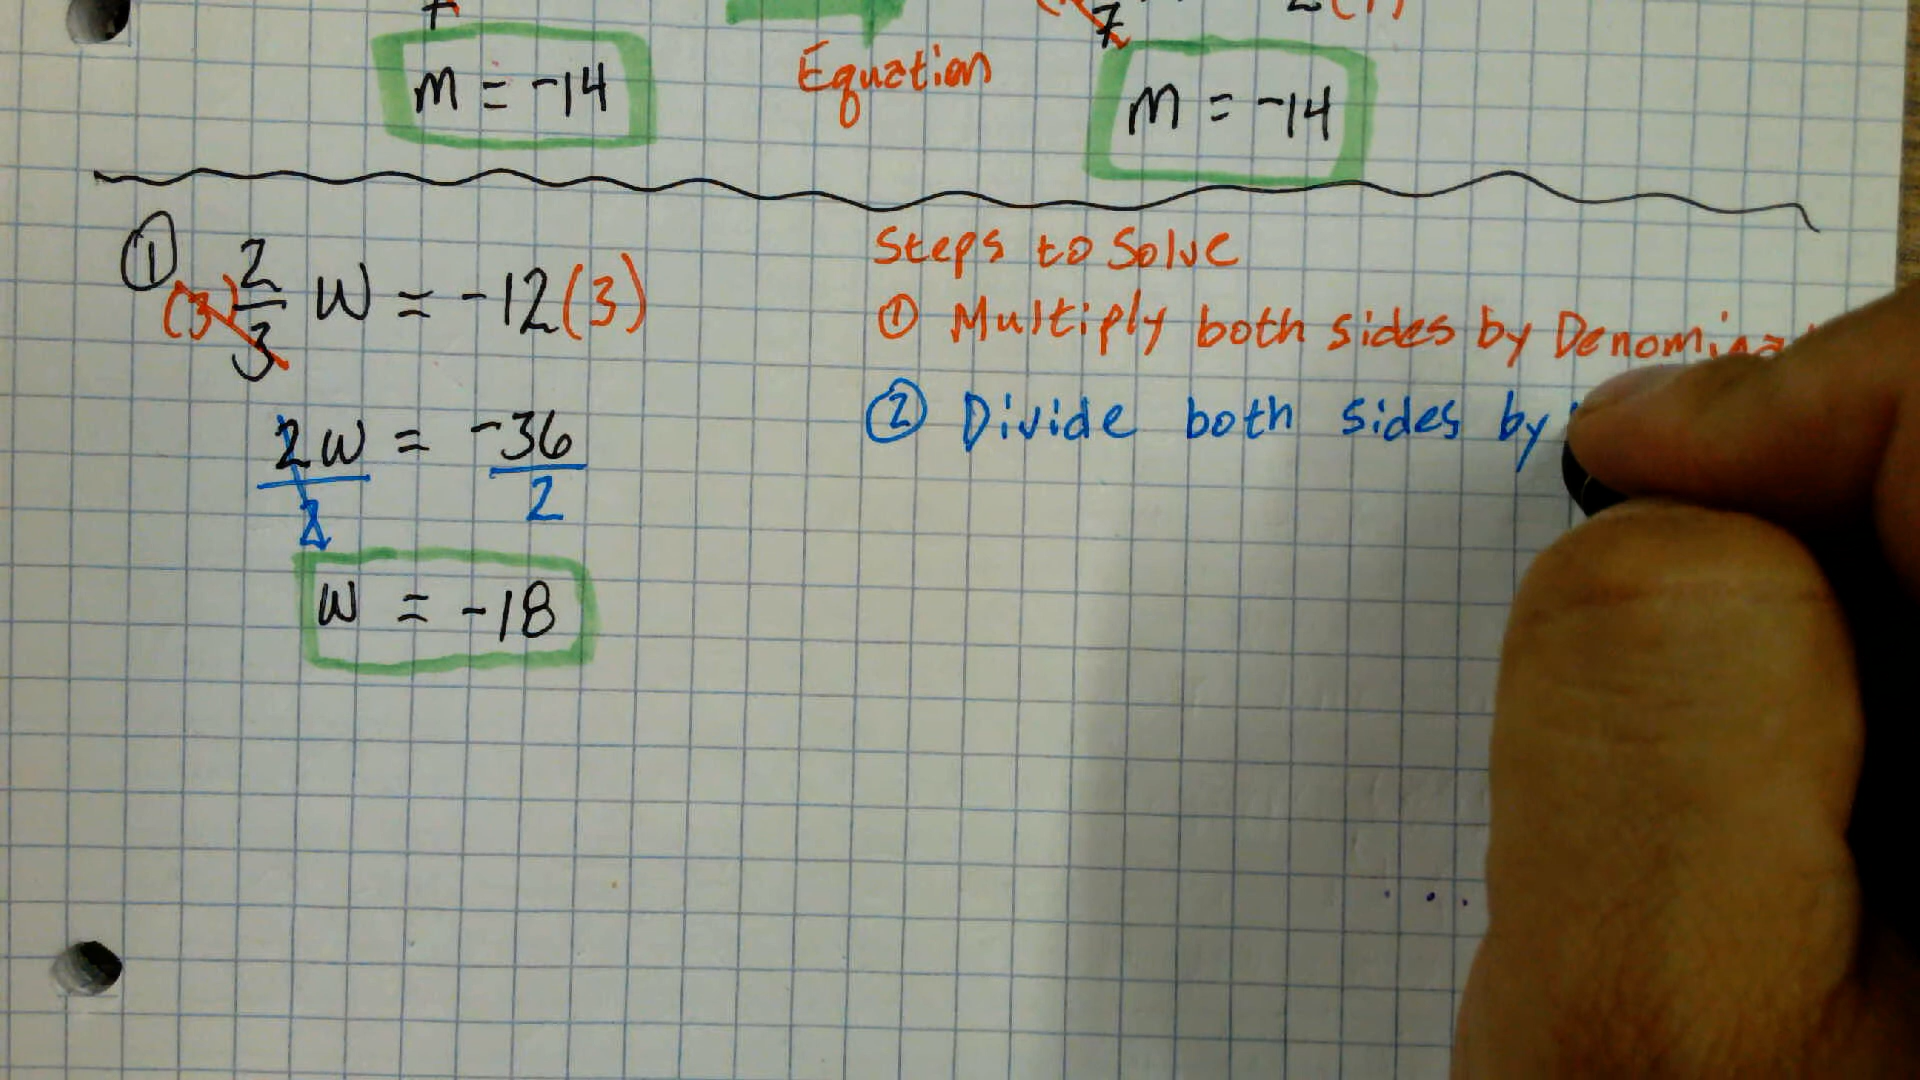 m = -14
Equation
m = -14
① (3) 2/3 W = -12(3)
2w/2 = -36/2
w = -18
Steps to Solve
① Multiply both sides by
② Divide both sides by